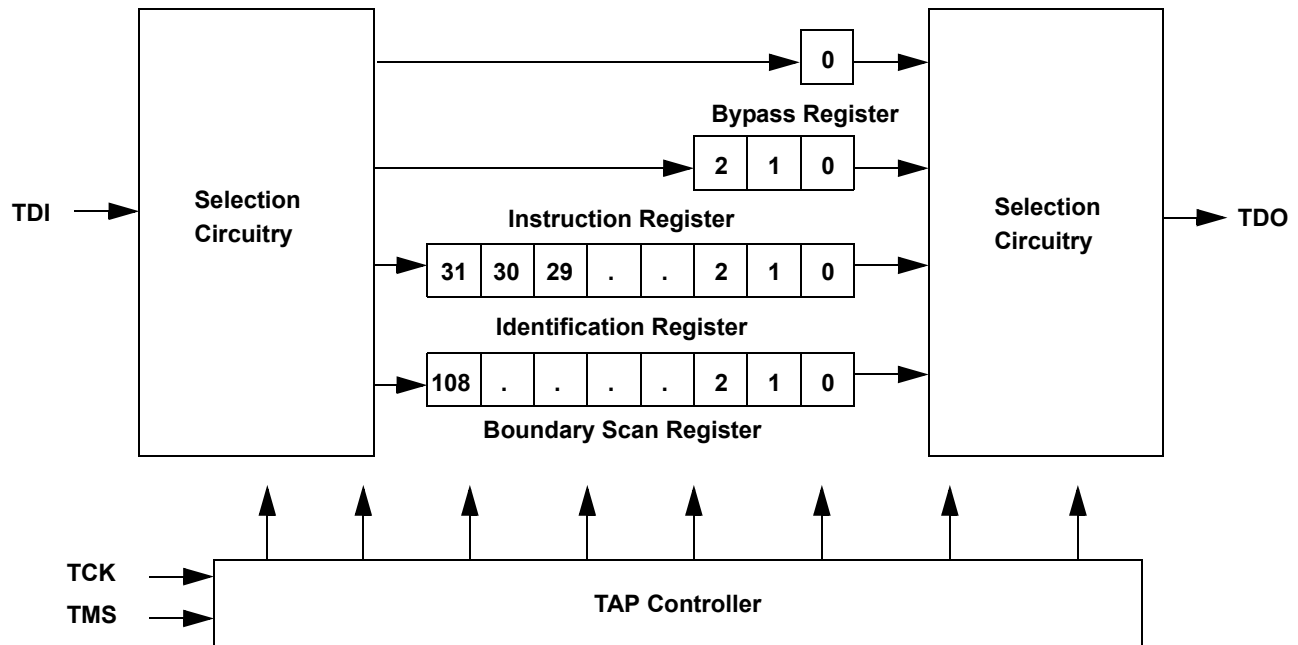 0
Bypass Register
2 1 0
Selection
Circuitry
Selection
Circuitry
TDI
TDO
Instruction Register
31 30 29 . . 2 1 0
Identification Register
108 . . . . 2 1 0
Boundary Scan Register
TCK
TMS
TAP Controller